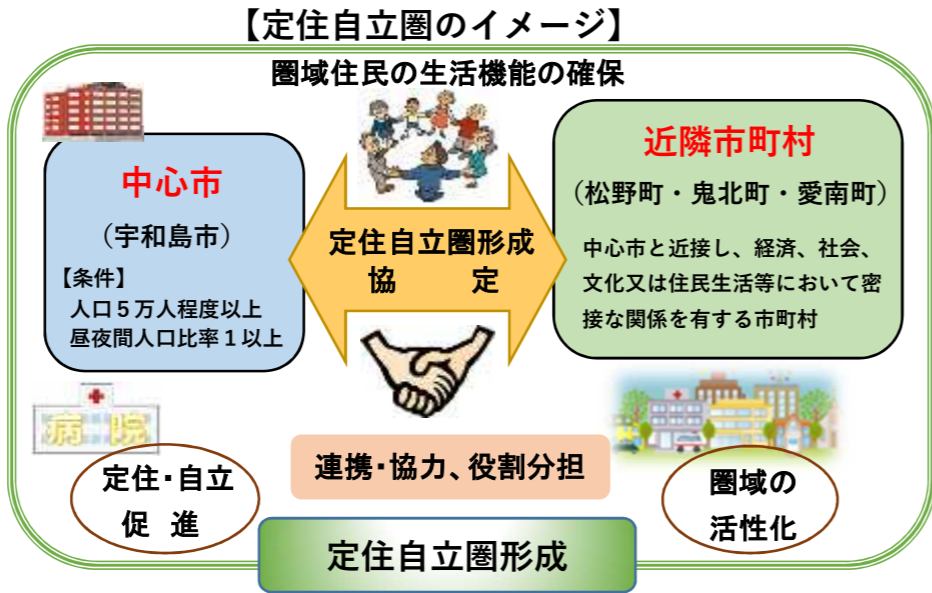 【定住自立圏のイメージ】
圏域住民の生活機能の確保
中心市
（宇和島市）
【条件】
人口５万人程度以上
昼夜間人口比率１以上
定住自立圏形成
協　　定
近隣市町村
（松野町・鬼北町・愛南町）
中心市と近接し、経済、社会、
文化又は住民生活等において密
接な関係を有する市町村
病院
定住・自立
促 進
連携・協力、役割分担
圏域の
活性化
定住自立圏形成